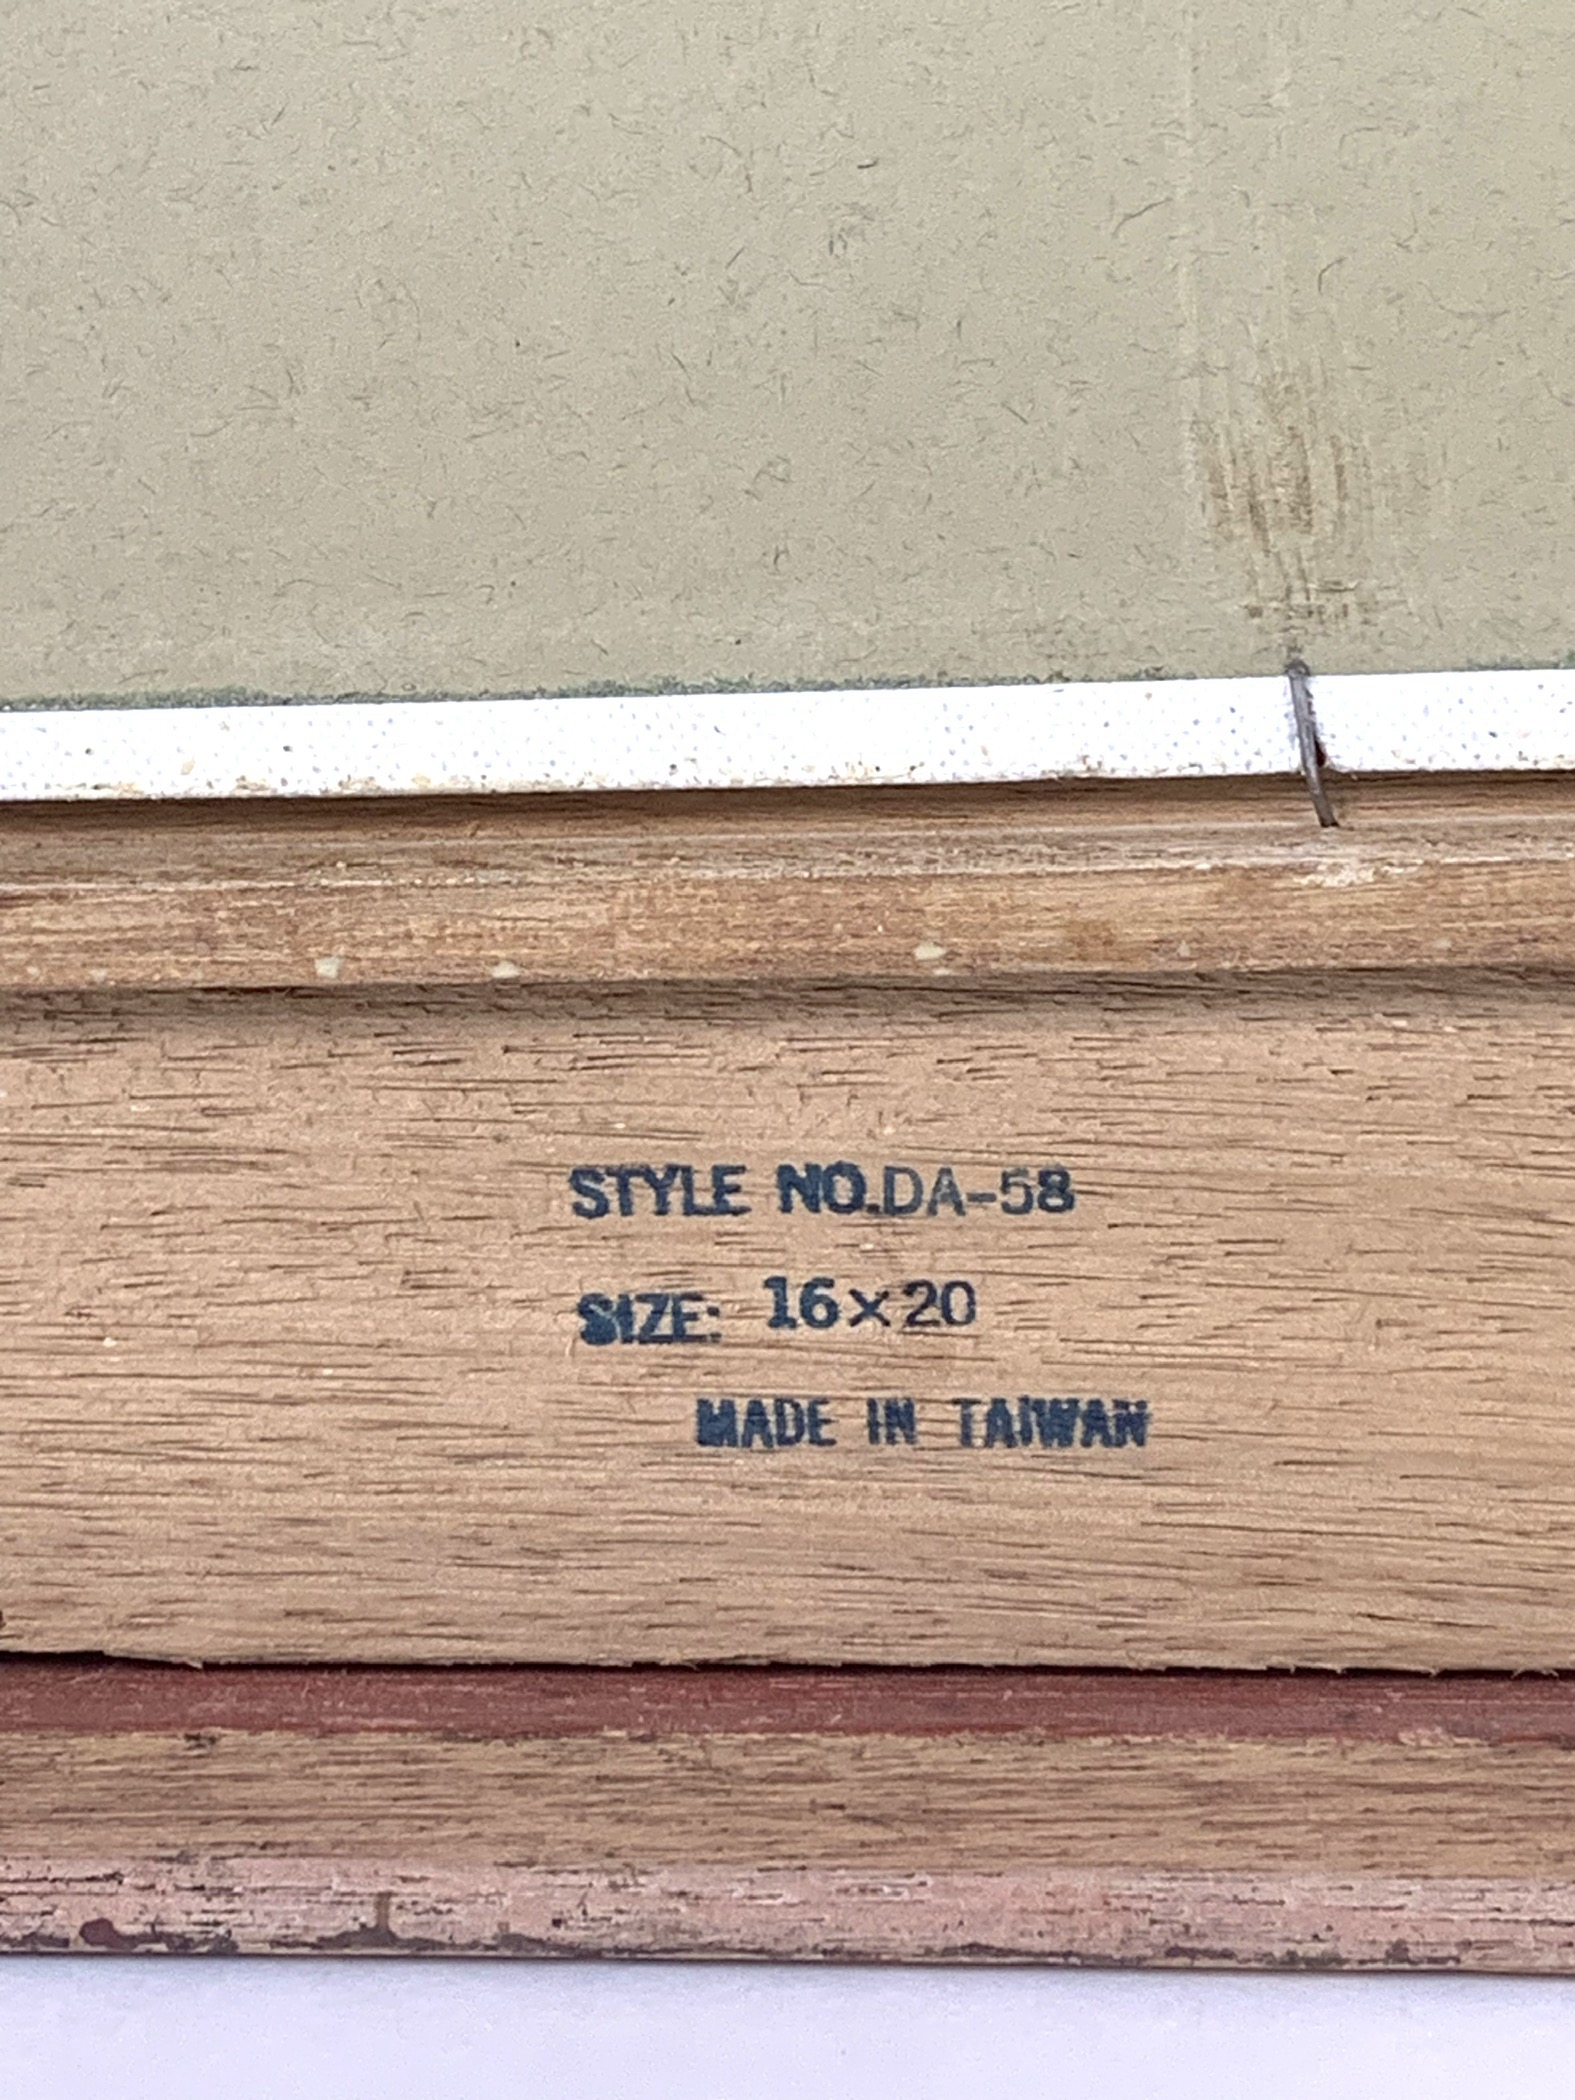 STYLE NO.DA-58
SIZE: 16×20
MADE IN TAIWAN